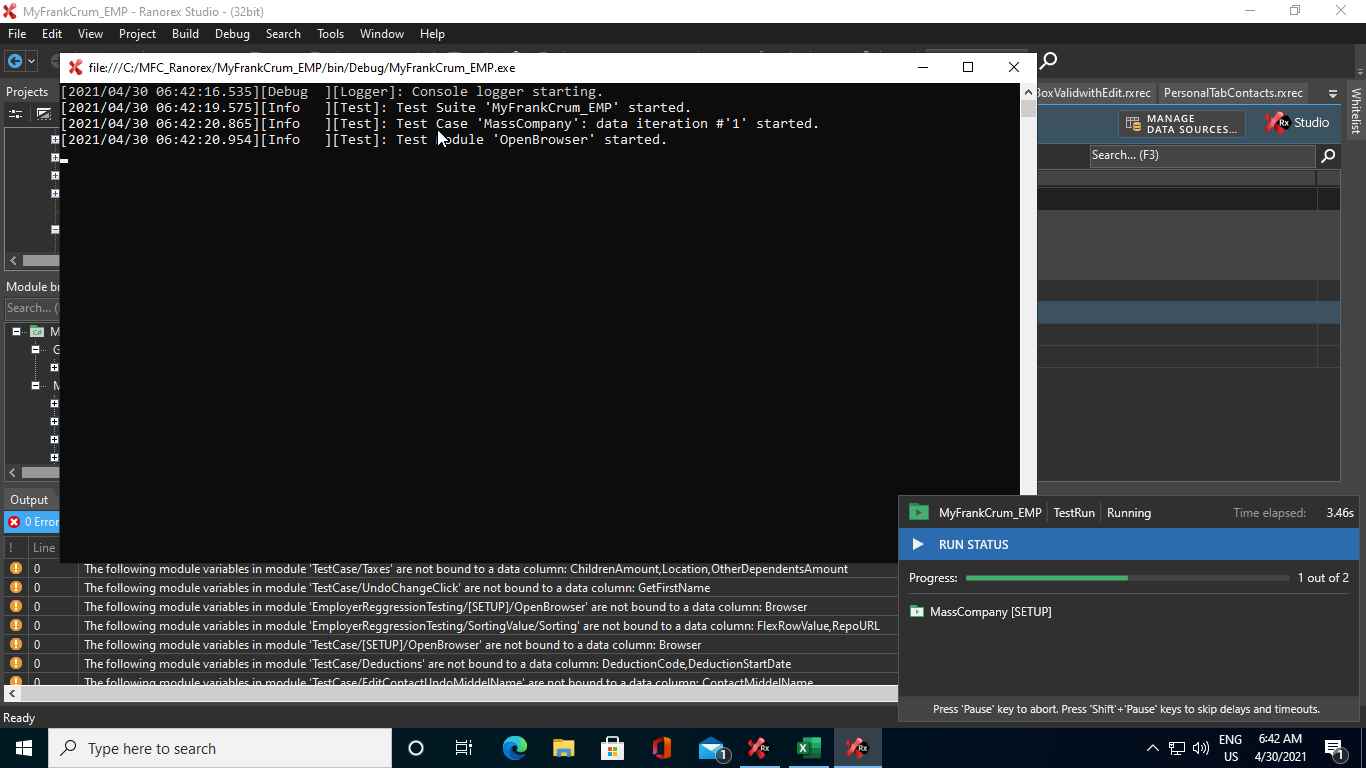 MyFrankCrum_EMP - Ranorex Studio - (32bit)
File Edit View Project Build Debug Search Tools Window Help
file:///C:/MFC_Ranorex/MyFrankCrum_EMP/bin/Debug/MyFrankCrum_EMP.exe
[2021/04/30 06:42:16.535][Debug  ][Logger]: Console logger starting.
[2021/04/30 06:42:19.575][Info   ][Test]: Test Suite 'MyFrankCrum_EMP' started.
[2021/04/30 06:42:20.865][Info   ][Test]: Test Case 'MassCompany': data iteration #'1' started.
[2021/04/30 06:42:20.954][Info   ][Test]: Test Module 'OpenBrowser' started.
Projects
BoxValidwithEdit.rxrec PersonalTabContacts.rxrec
Whitelist
MANAGE
DATA SOURCES...
Rx Studio
Search... (F3)
Module br
Search... (
M
G
M
Output
0 Error
! Line
0 The following module variables in module 'TestCase/Taxes' are not bound to a data column: ChildrenAmount,Location,OtherDependentsAmount
0 The following module variables in module 'TestCase/UndoChangeClick' are not bound to a data column: GetFirstName
0 The following module variables in module 'EmployerReggressionTesting/[SETUP]/OpenBrowser' are not bound to a data column: Browser
0 The following module variables in module 'EmployerReggressionTesting/SortingValue/Sorting' are not bound to a data column: FlexRowValue,RepoURL
0 The following module variables in module 'TestCase/[SETUP]/OpenBrowser' are not bound to a data column: Browser
0 The following module variables in module 'TestCase/Deductions' are not bound to a data column: DeductionCode,DeductionStartDate
0 The following module variables in module 'TestCase/EditContactUndoMiddelName' are not bound to a data column: ContactMiddelName
MyFrankCrum_EMP TestRun Running Time elapsed: 3.46s
RUN STATUS
Progress: 1 out of 2
MassCompany [SETUP]
Press 'Pause' key to abort. Press 'Shift'+'Pause' keys to skip delays and timeouts.
Ready
Type here to search
1
Rx
Rx
ENG
US
6:42 AM
4/30/2021
1